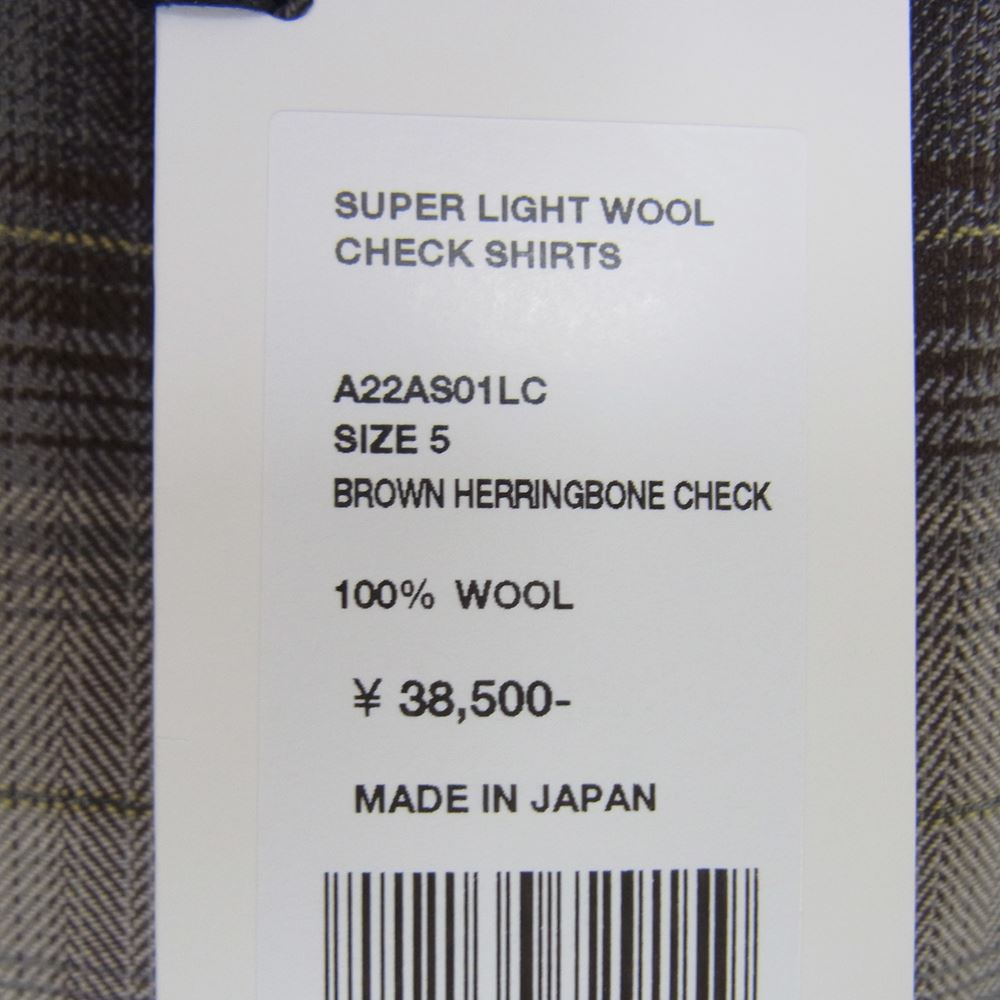 SUPER LIGHT WOOL
CHECK SHIRTS
A22AS01LC
SIZE 5
BROWN HERRINGBONE CHECK
100% WOOL
¥ 38,500-
MADE IN JAPAN